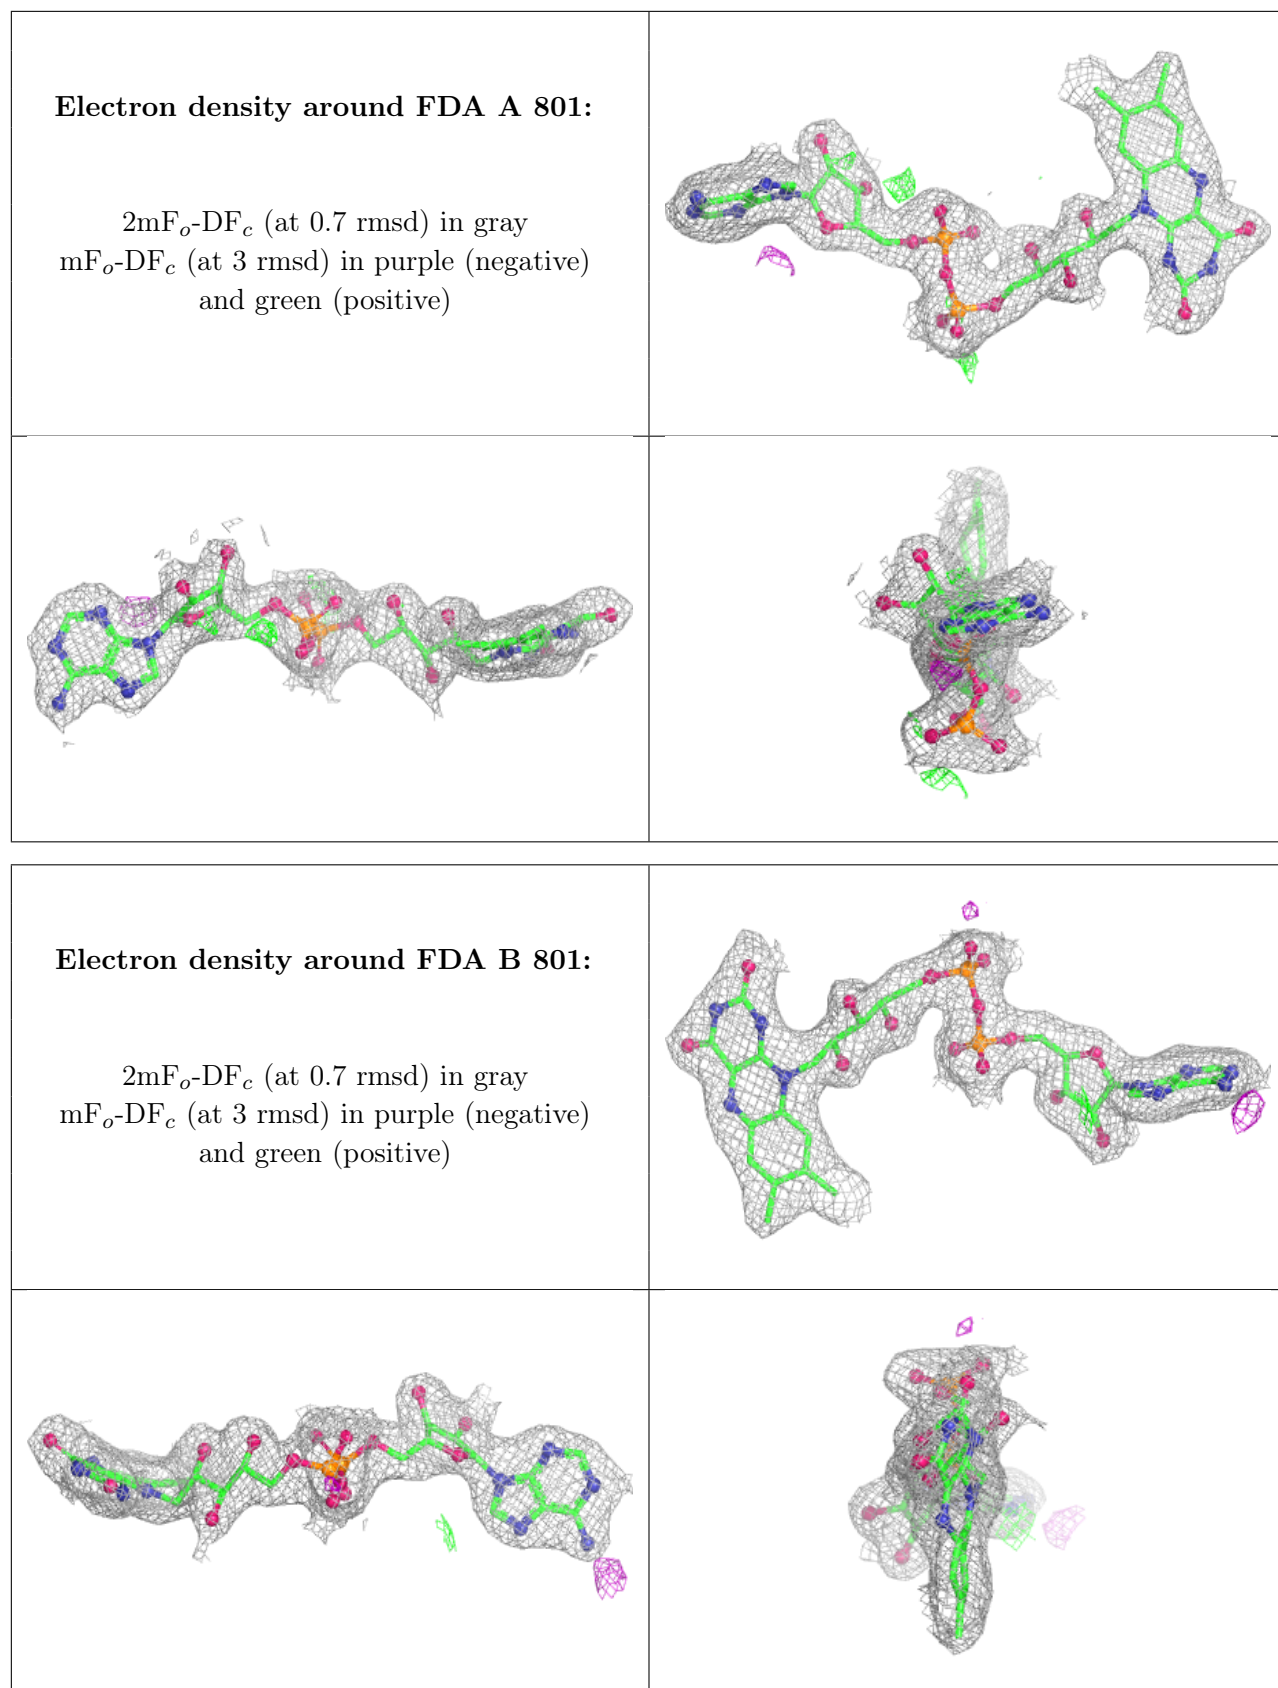 Electron density around FDA A 801:
2mFo-DFc (at 0.7 rmsd) in gray
mFo-DFc (at 3 rmsd) in purple (negative)
and green (positive)
Electron density around FDA B 801:
2mFo-DFc (at 0.7 rmsd) in gray
mFo-DFc (at 3 rmsd) in purple (negative)
and green (positive)